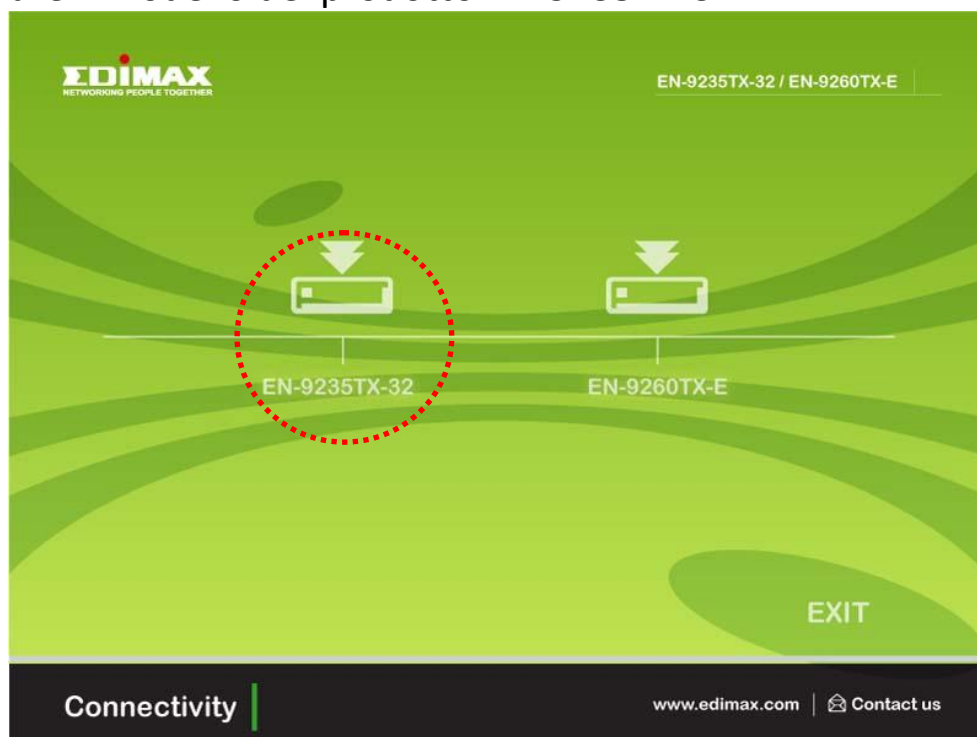 EDIMAX
NETWORKING PEOPLE TOGETHER
EN-9235TX-32 / EN-9260TX-E
EN-9235TX-32
EN-9260TX-E
EXIT
Connectivity
www.edimax.com
Contact us